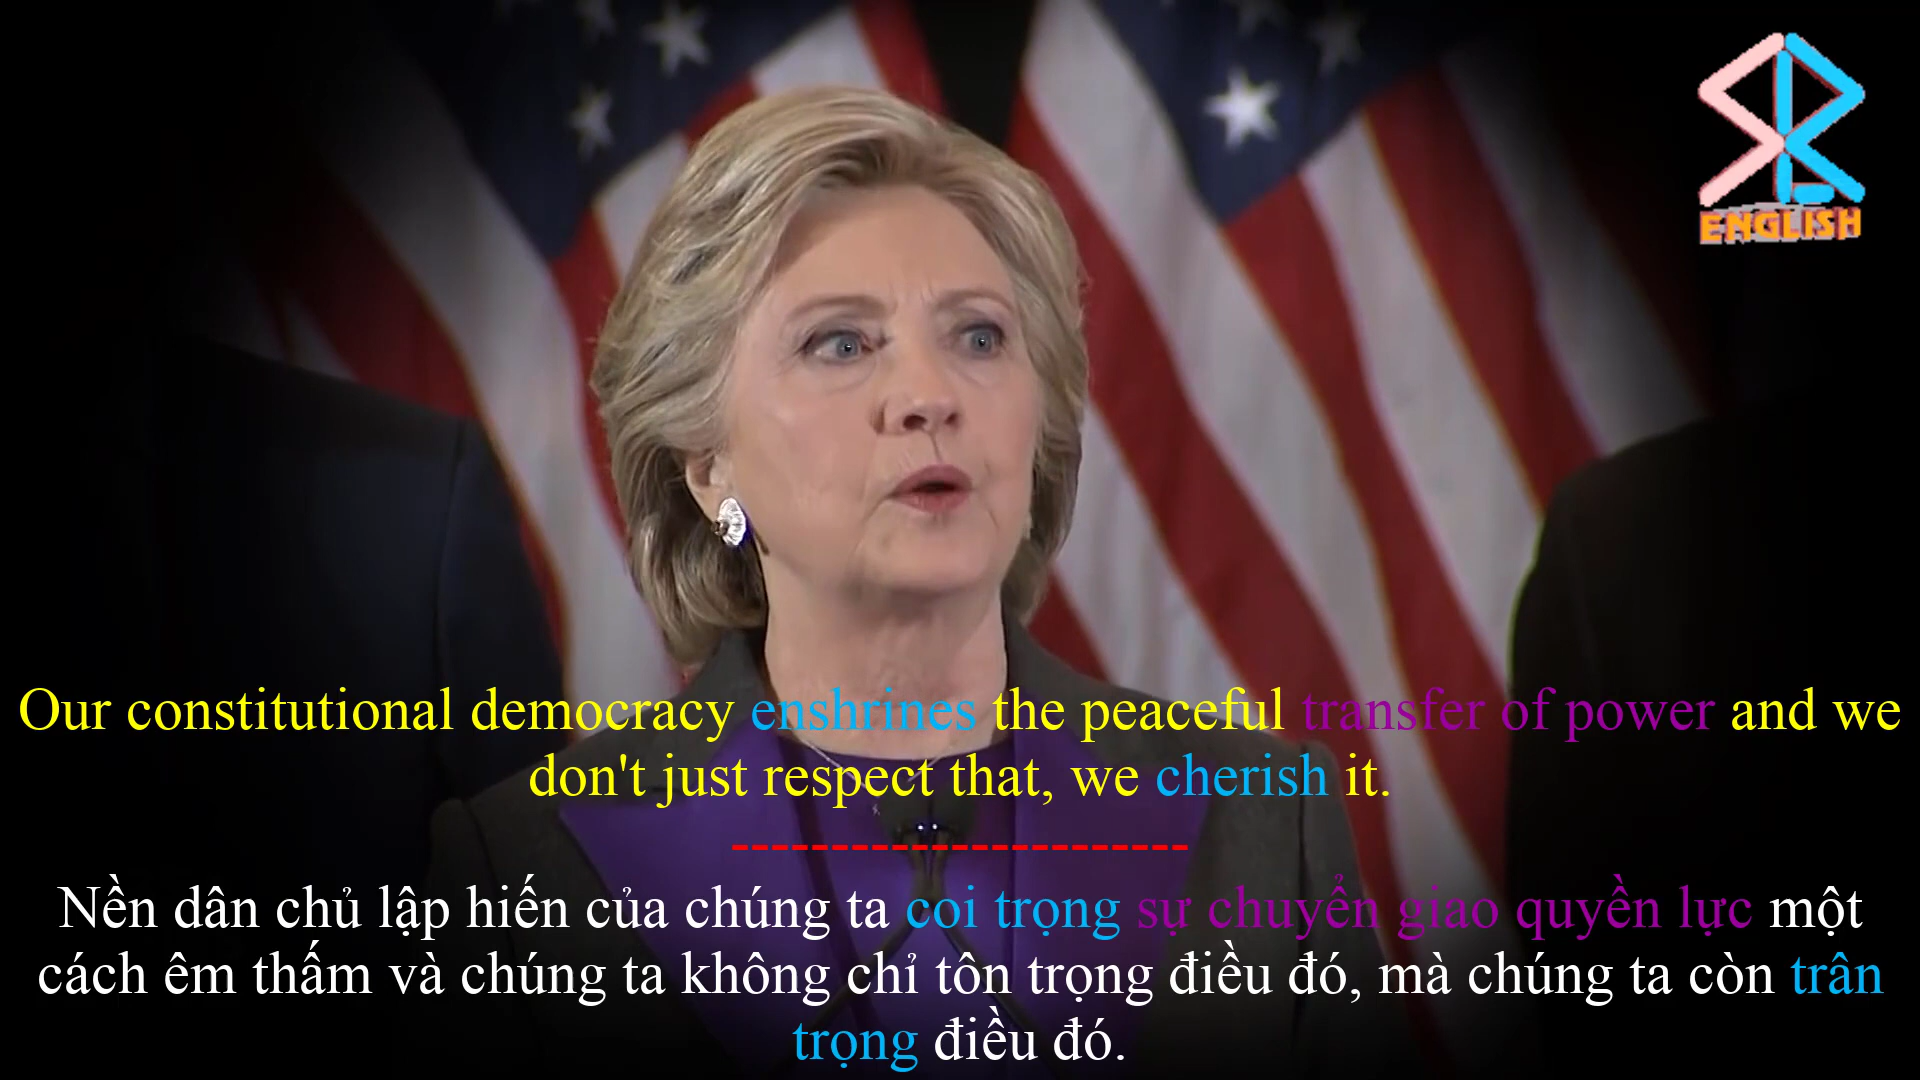 ENGLISH
Our constitutional democracy enshrines the peaceful transfer of power and we
don't just respect that, we cherish it.
-----------------------
Nền dân chủ lập hiến của chúng ta coi trọng sự chuyển giao quyền lực một
cách êm thấm và chúng ta không chỉ tôn trọng điều đó, mà chúng ta còn trân
trọng điều đó.